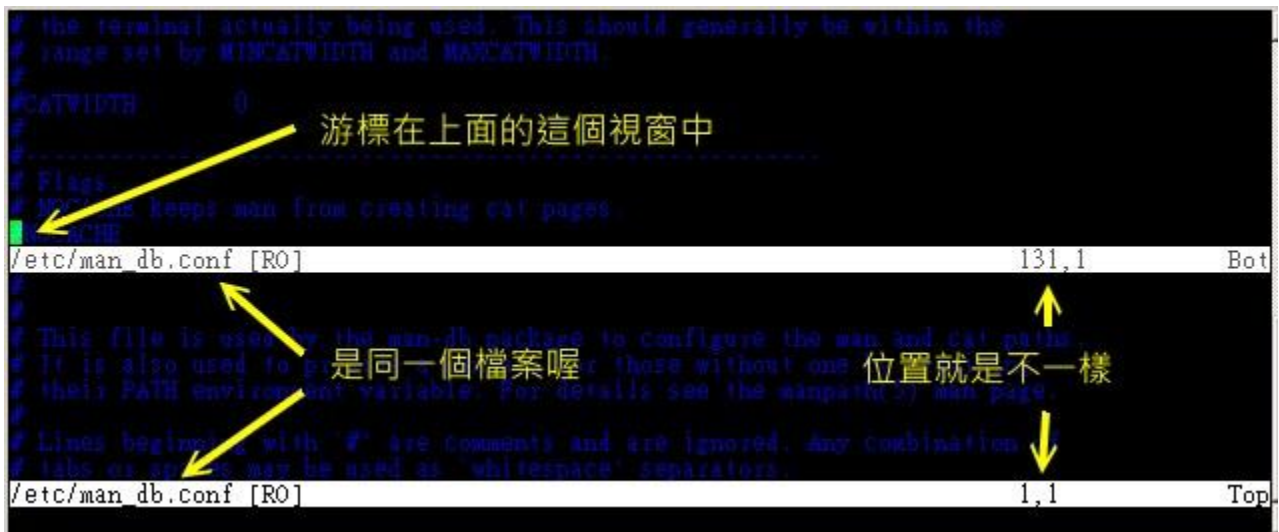 # the terminal actually being used. This should generally be within the
# range set by MINCATWIDTH and MAXCATWIDTH.
#
#CATWIDTH 0
#
游標在上面的這個視窗中
#---------------------------------------------------------------
# Flags.
# NOCACHE keeps man from creating cat pages.
#NOCACHE
/etc/man_db.conf [RO] 131,1 Bot
#
#
# This file is used by the man-db package to configure the man and cat paths.
# It is also used to those without one
是同一個檔案喔
位置就是不一樣
# their PATH environment variable. For details see the manpath(5) man page.
#
# Lines beginning with `#' are comments and are ignored. Any combination
# tabs or spaces may be used as `whitespace' separators.
/etc/man_db.conf [RO] 1,1 Top